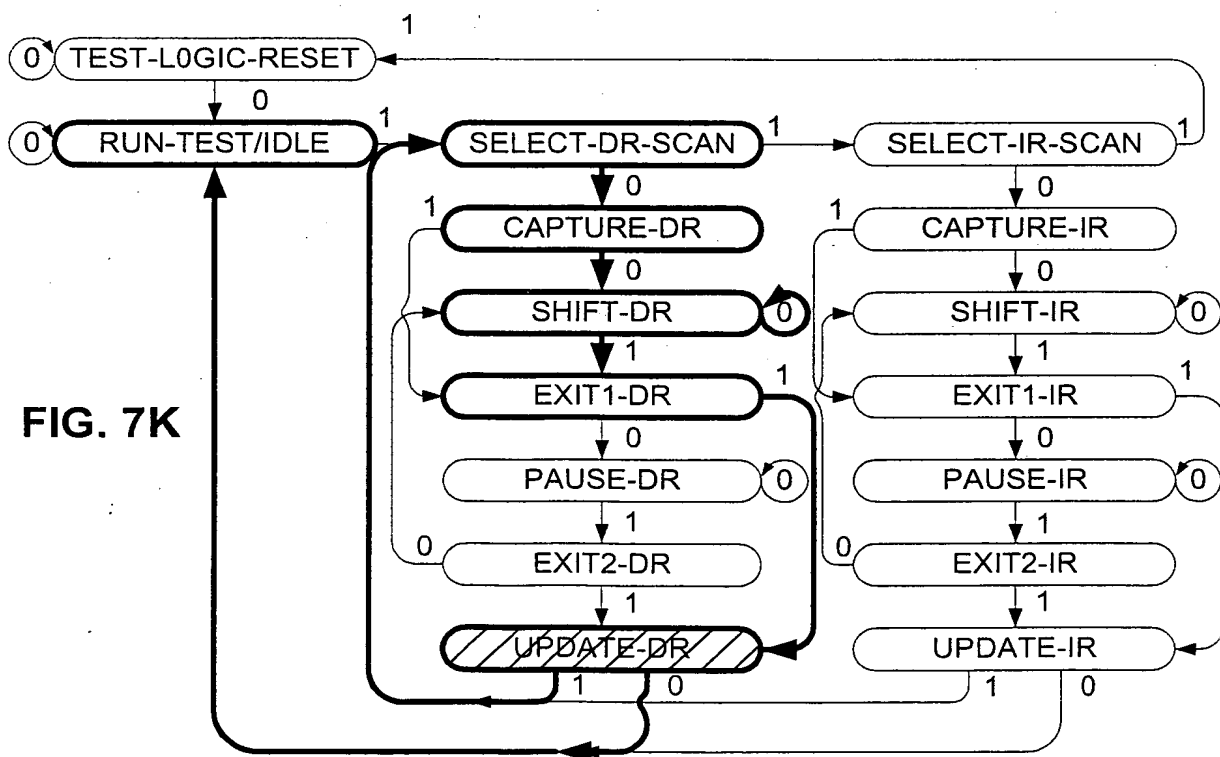 1
0 TEST-L0GIC-RESET
0
0 RUN-TEST/IDLE 1 SELECT-DR-SCAN 1 SELECT-IR-SCAN 1
0 0
1 CAPTURE-DR 1 CAPTURE-IR
0 0
SHIFT-DR 0 SHIFT-IR 0
1 1
EXIT1-DR 1 EXIT1-IR 1
FIG. 7K
0 0
PAUSE-DR 0 PAUSE-IR 0
1 1
0 EXIT2-DR 0 EXIT2-IR
1 1
UPDATE-DR UPDATE-IR
1 0 1 0